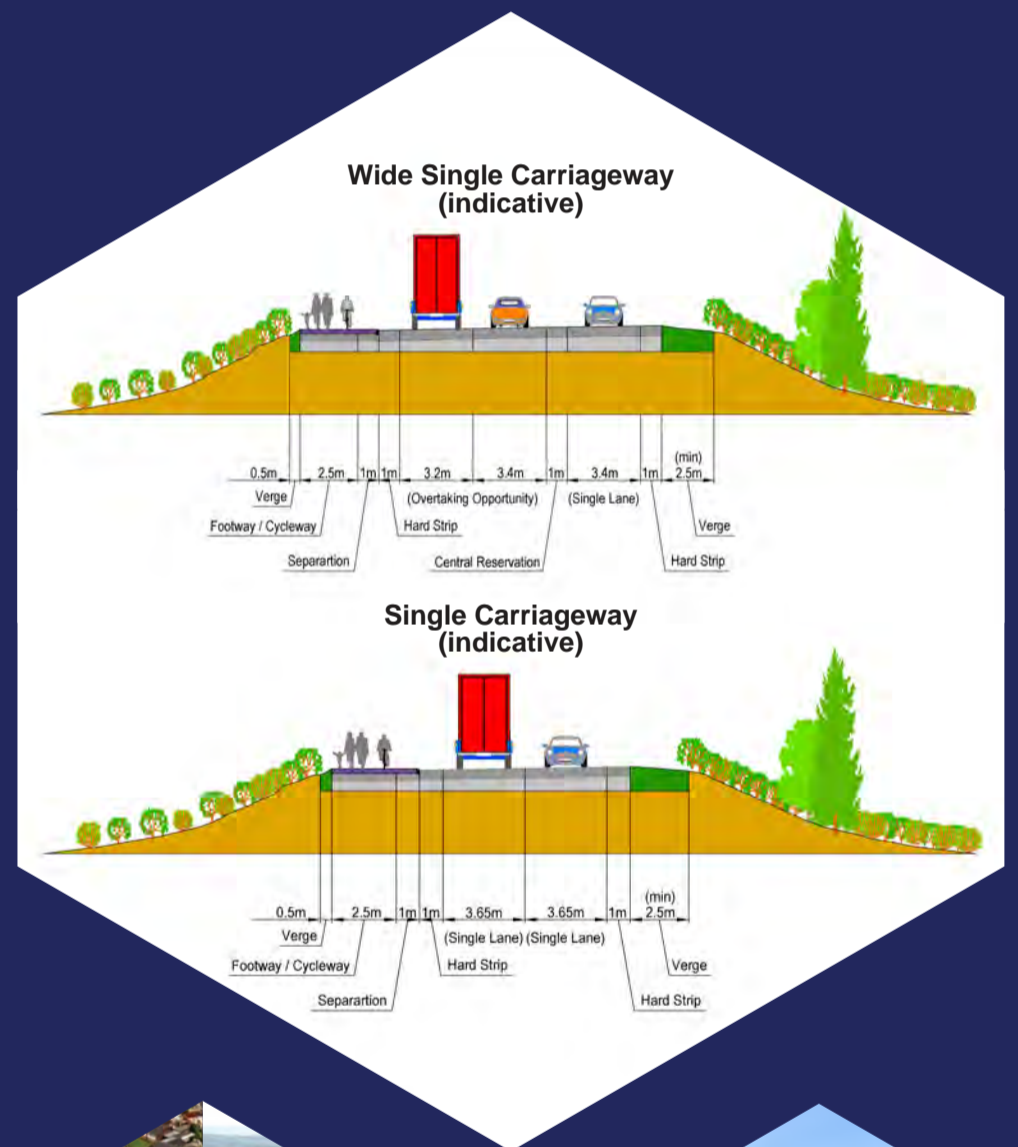 Wide Single Carriageway
(indicative)
(min)
0.5m 2.5m 1m 1m 3.2m 3.4m 1m 3.4m 1m 2.5m
Verge (Overtaking Opportunity) (Single Lane)
Footway / Cycleway Hard Strip Verge
Separartion Central Reservation Hard Strip
Single Carriageway
(indicative)
(min)
0.5m 2.5m 1m 1m 3.65m 3.65m 1m 2.5m
Verge (Single Lane) (Single Lane)
Footway / Cycleway Hard Strip Verge
Separartion Hard Strip